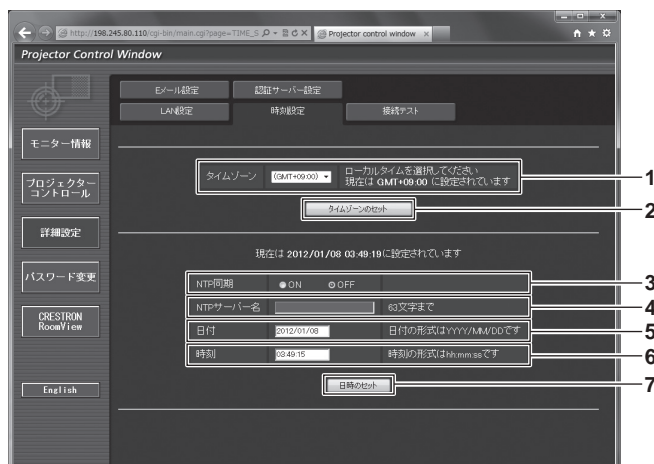 http://198.245.80.110/cgi-bin/main.cgi?page=TIME_S
Projector control window
Projector Control Window
Eメール設定 認証サーバー設定
LAN設定 時刻設定 接続テスト
モニター情報
プロジェクター
コントロール
詳細設定
パスワード変更
CRESTRON
RoomView
English
タイムゾーン (GMT+09:00) ローカルタイムを選択してください
現在は GMT+09:00 に設定されています
1
タイムゾーンのセット
2
現在は 2012/01/08 03:49:19に設定されています
NTP同期 ON OFF
3
NTPサーバー名 63文字まで
4
日付 2012/01/08 日付の形式はYYYY/MM/DDです
5
時刻 03:49:15 時刻の形式はhh:mm:ssです
6
日時のセット
7